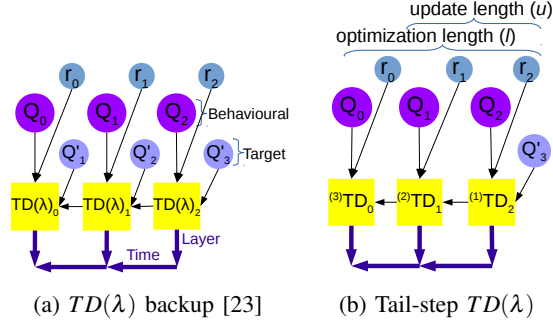 update length (u)
optimization length (l)
r0 r1 r2
Q0 Q1 Q2 Behavioural
Q'1 Q'2 Q'3 Target
TD(λ)0 TD(λ)1 TD(λ)2
Layer
Time
r0 r1 r2
Q0 Q1 Q2
Q'3
(3)TD0 (2)TD1 (1)TD2
(a) TD(λ) backup [23]
(b) Tail-step TD(λ)